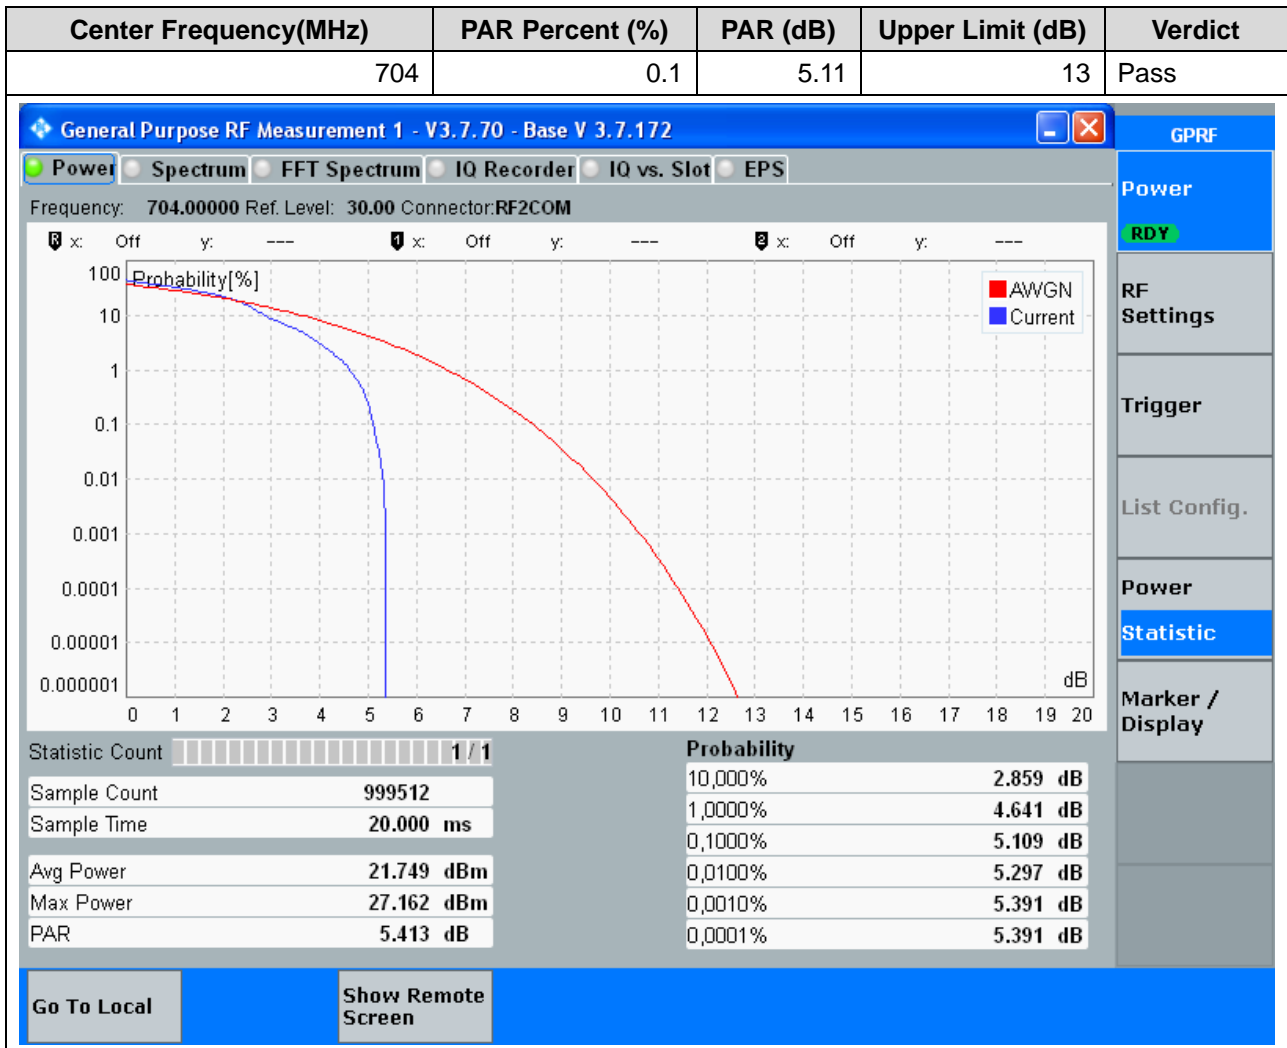 Center Frequency(MHz) PAR Percent (%) PAR (dB) Upper Limit (dB) Verdict
704 0.1 5.11 13 Pass
General Purpose RF Measurement 1 - V3.7.70 - Base V 3.7.172
GPRF
Power Spectrum FFT Spectrum IQ Recorder IQ vs. Slot EPS
Frequency: 704.00000 Ref. Level: 30.00 Connector:RF2COM
R x: Off y: --- 1 x: Off y: --- 2 x: Off y: ---
Probability[%]
AWGN
Current
100
10
1
0.1
0.01
0.001
0.0001
0.00001
0.000001
dB
0 1 2 3 4 5 6 7 8 9 10 11 12 13 14 15 16 17 18 19 20
Statistic Count 1 / 1
Sample Count 999512
Sample Time 20.000 ms
Avg Power 21.749 dBm
Max Power 27.162 dBm
PAR 5.413 dB
Probability
10,000% 2.859 dB
1,0000% 4.641 dB
0,1000% 5.109 dB
0,0100% 5.297 dB
0,0010% 5.391 dB
0,0001% 5.391 dB
Power
RDY
RF
Settings
Trigger
List Config.
Power
Statistic
Marker /
Display
Go To Local
Show Remote
Screen